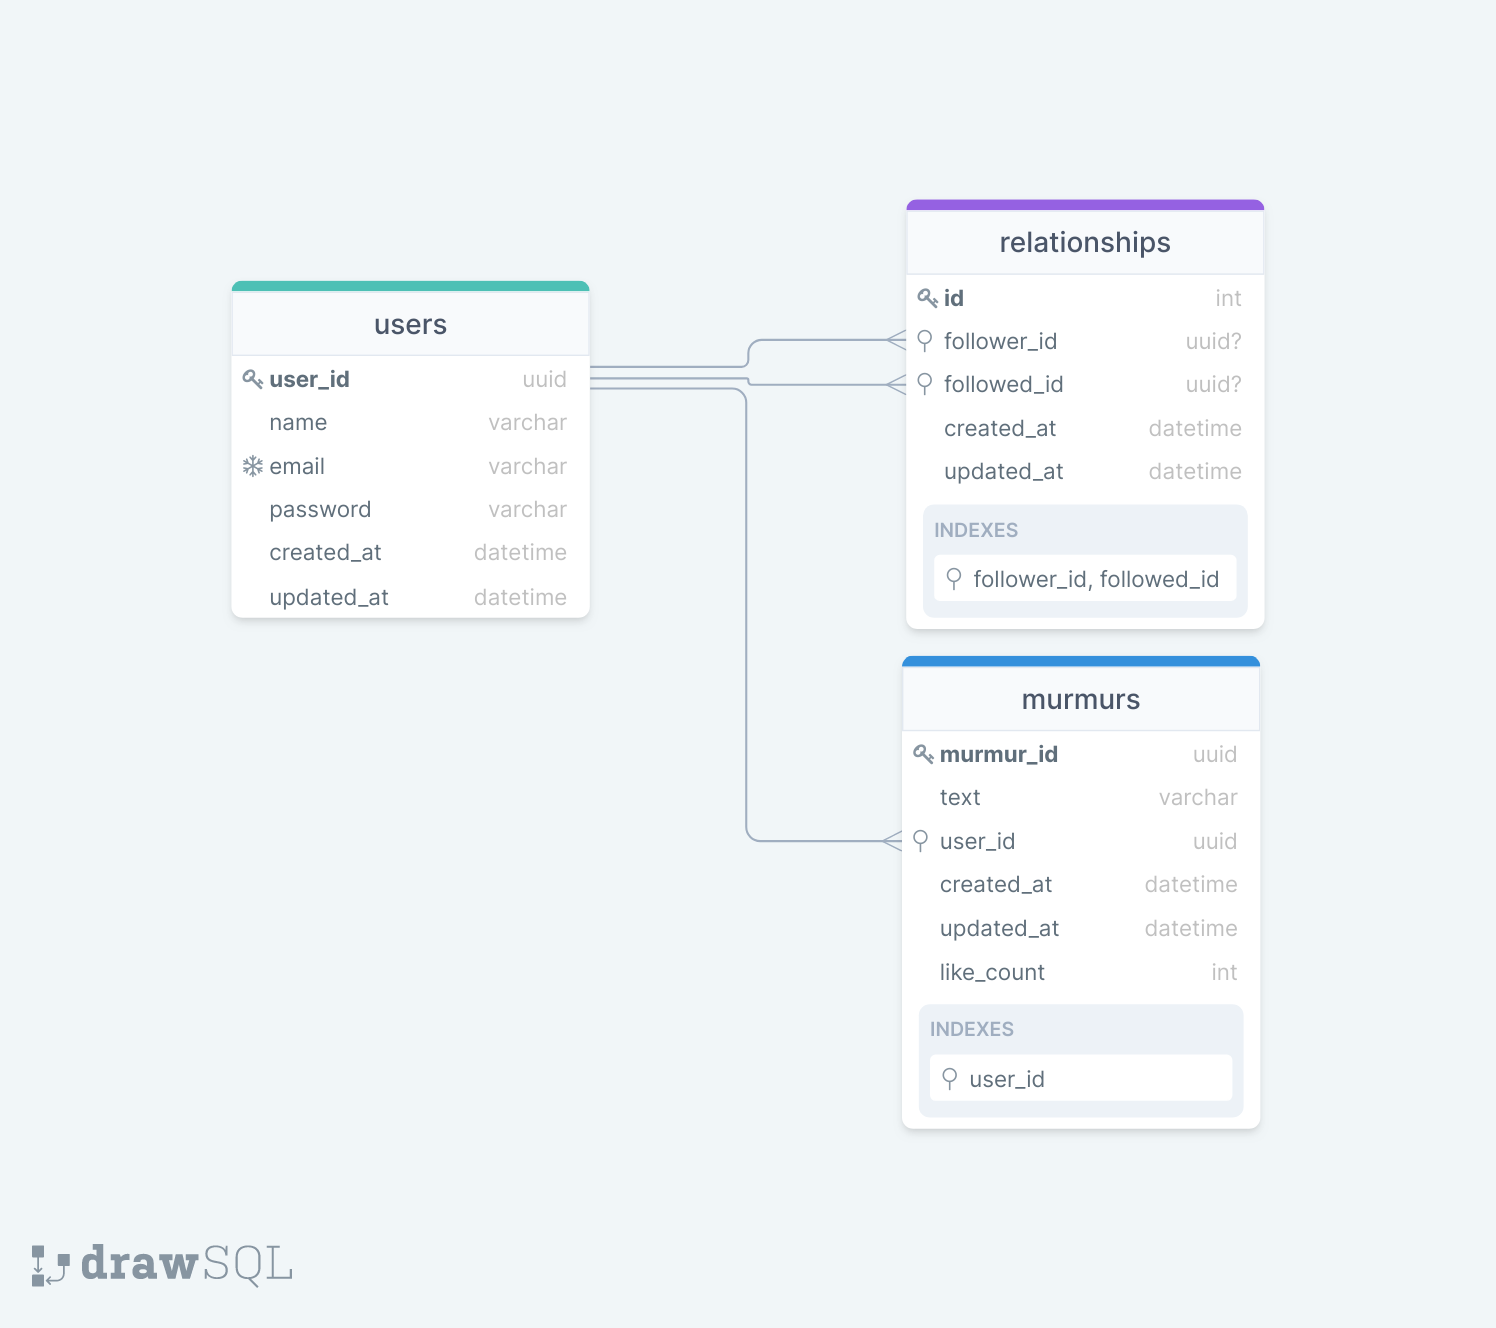 users
user_id uuid
name varchar
email varchar
password varchar
created_at datetime
updated_at datetime
relationships
id int
follower_id uuid?
followed_id uuid?
created_at datetime
updated_at datetime
INDEXES
follower_id, followed_id
murmurs
murmur_id uuid
text varchar
user_id uuid
created_at datetime
updated_at datetime
like_count int
INDEXES
user_id
drawSQL